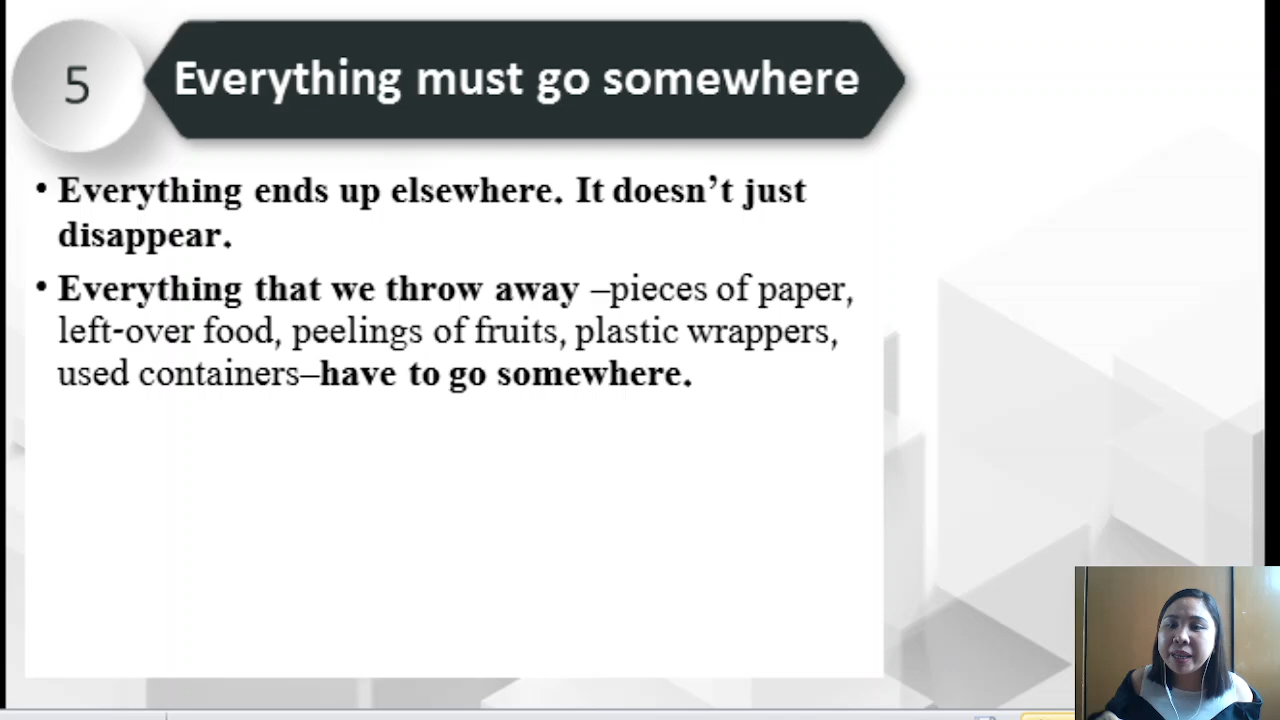 5
Everything must go somewhere
• Everything ends up elsewhere. It doesn’t just
disappear.
• Everything that we throw away –pieces of paper,
left-over food, peelings of fruits, plastic wrappers,
used containers–have to go somewhere.